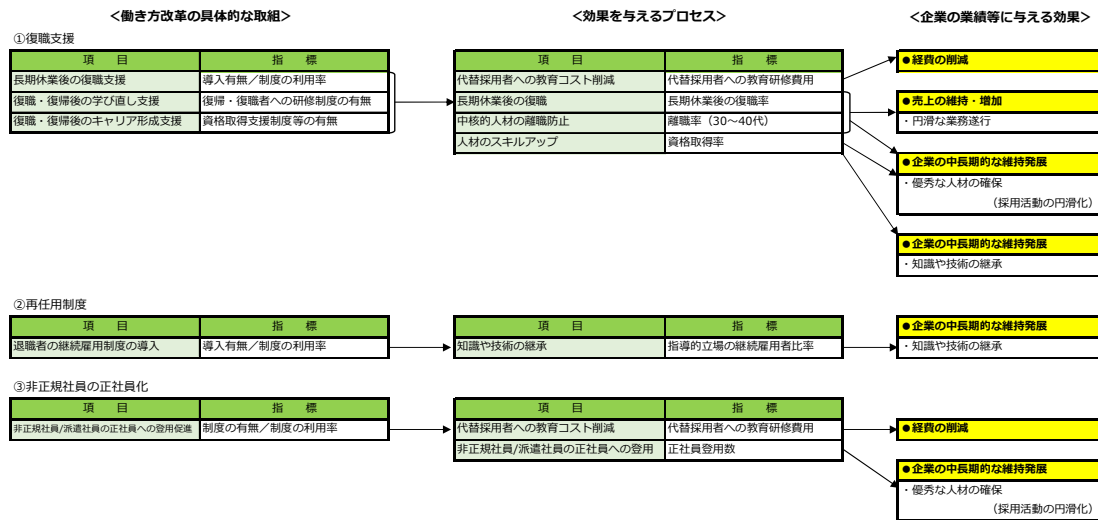 ＜働き方改革の具体的な取組＞ ＜効果を与えるプロセス＞ ＜企業の業績等に与える効果＞
①復職支援
項　目 指　標 項　目 指　標 ●経費の削減
長期休業後の復職支援 導入有無／制度の利用率 代替採用者への教育コスト削減 代替採用者への教育研修費用
復職・復帰後の学び直し支援 復帰・復職者への研修制度の有無 長期休業後の復職 長期休業後の復職率 ●売上の維持・増加
復職・復帰後のキャリア形成支援 資格取得支援制度等の有無 中核的人材の離職防止 離職率（30～40代） ・円滑な業務遂行
人材のスキルアップ 資格取得率
●企業の中長期的な維持発展
・優秀な人材の確保
（採用活動の円滑化）
●企業の中長期的な維持発展
・知識や技術の継承
②再任用制度
項　目 指　標 項　目 指　標 ●企業の中長期的な維持発展
退職者の継続雇用制度の導入 導入有無／制度の利用率 知識や技術の継承 指導的立場の継続雇用者比率 ・知識や技術の継承
③非正規社員の正社員化
項　目 指　標 項　目 指　標
非正規社員/派遣社員の正社員への登用促進 制度の有無／制度の利用率 代替採用者への教育コスト削減 代替採用者への教育研修費用 ●経費の削減
非正規社員/派遣社員の正社員への登用 正社員登用数
●企業の中長期的な維持発展
・優秀な人材の確保
（採用活動の円滑化）